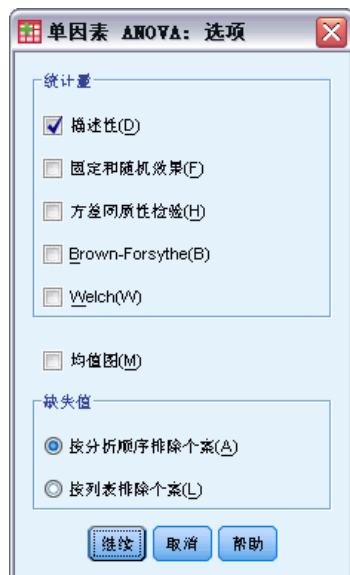 单因素 ANOVA：选项
统计量
描述性(D)
固定和随机效果(F)
方差同质性检验(H)
Brown-Forsythe(B)
Welch(W)
均值图(M)
缺失值
按分析顺序排除个案(A)
按列表排除个案(L)
继续 取消 帮助